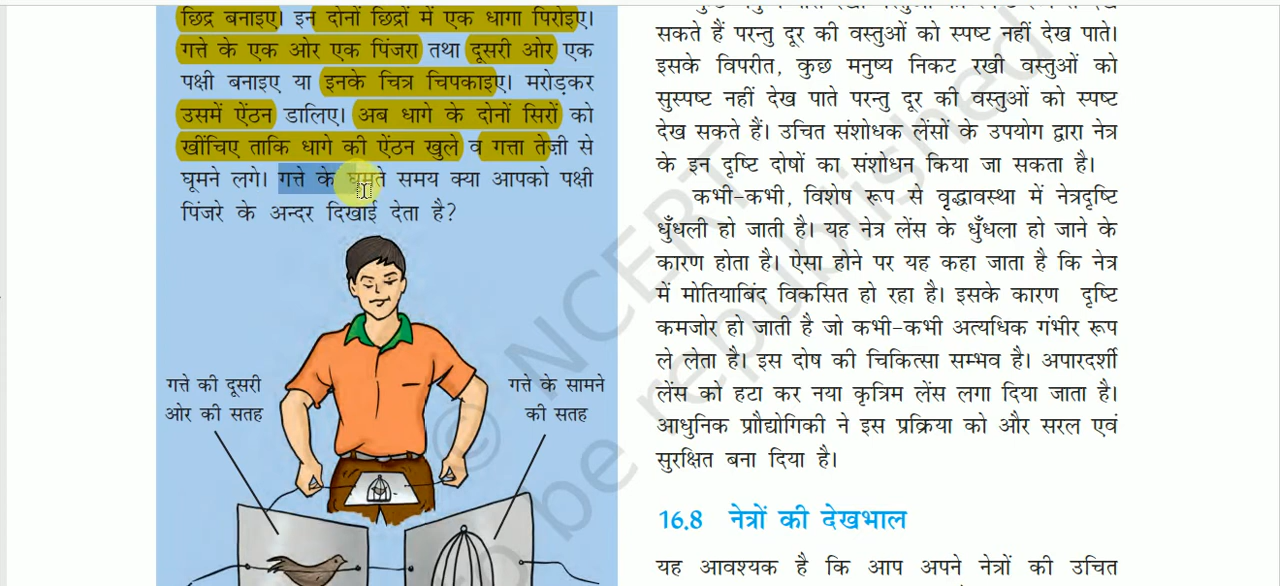 छिद्र बनाइए। इन दोनों छिद्रों में एक धागा पिरोइए।
गत्ते के एक ओर एक पिंजरा तथा दूसरी ओर एक
पक्षी बनाइए या इनके चित्र चिपकाइए। मरोड़कर
उसमें ऐंठन डालिए। अब धागे के दोनों सिरों को
खींचिए ताकि धागे की ऐंठन खुले व गत्ता तेज़ी से
घूमने लगे। गत्ते के घूमते समय क्या आपको पक्षी
पिंजरे के अन्दर दिखाई देता है?
गत्ते की दूसरी
ओर की सतह
गत्ते के सामने
की सतह
सकते हैं परन्तु दूर की वस्तुओं को स्पष्ट नहीं देख पाते।
इसके विपरीत, कुछ मनुष्य निकट रखी वस्तुओं को
सुस्पष्ट नहीं देख पाते परन्तु दूर की वस्तुओं को स्पष्ट
देख सकते हैं। उचित संशोधक लेंसों के उपयोग द्वारा नेत्र
के इन दृष्टि दोषों का संशोधन किया जा सकता है।
कभी-कभी, विशेष रूप से वृद्धावस्था में नेत्रदृष्टि
धुँधली हो जाती है। यह नेत्र लेंस के धुँधला हो जाने के
कारण होता है। ऐसा होने पर यह कहा जाता है कि नेत्र
में मोतियाबिंद विकसित हो रहा है। इसके कारण दृष्टि
कमजोर हो जाती है जो कभी-कभी अत्यधिक गंभीर रूप
ले लेता है। इस दोष की चिकित्सा सम्भव है। अपारदर्शी
लेंस को हटा कर नया कृत्रिम लेंस लगा दिया जाता है।
आधुनिक प्रौद्योगिकी ने इस प्रक्रिया को और सरल एवं
सुरक्षित बना दिया है।
16.8 नेत्रों की देखभाल
यह आवश्यक है कि आप अपने नेत्रों की उचित
© NCERT
be republished